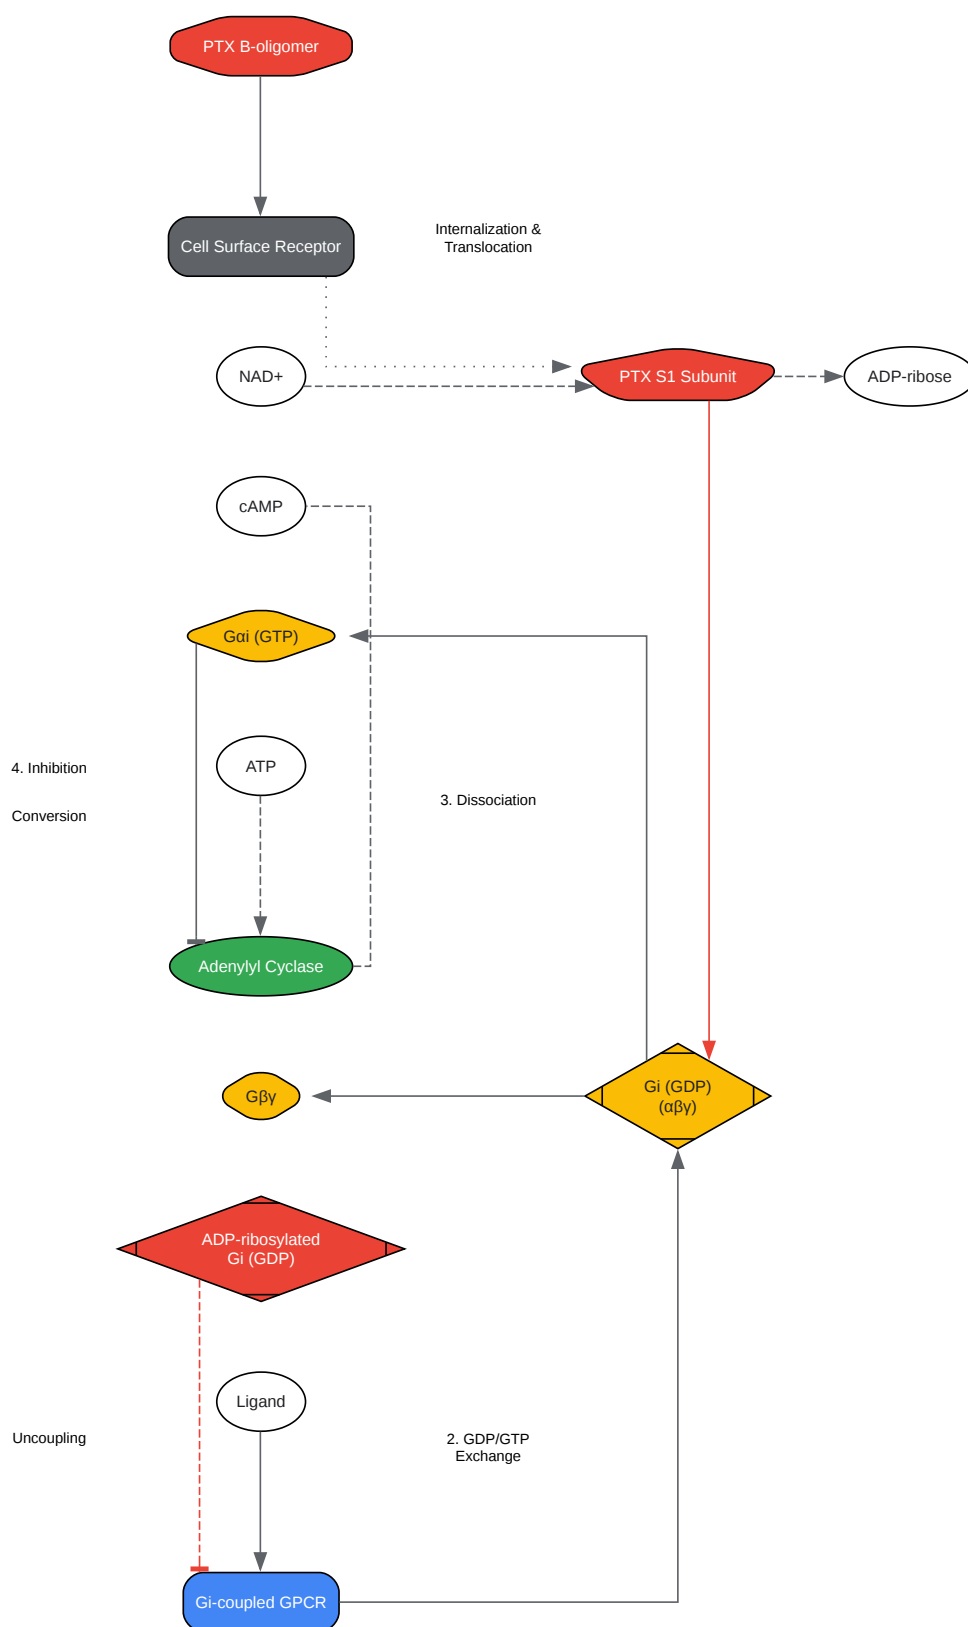 PTX B-oligomer
Internalization &
Translocation
Cell Surface Receptor
NAD+
PTX S1 Subunit
ADP-ribose
cAMP
Gαi (GTP)
4. Inhibition
ATP
3. Dissociation
Conversion
Adenylyl Cyclase
Gβγ
Gi (GDP)
(αβγ)
ADP-ribosylated
Gi (GDP)
Ligand
Uncoupling
2. GDP/GTP
Exchange
Gi-coupled GPCR